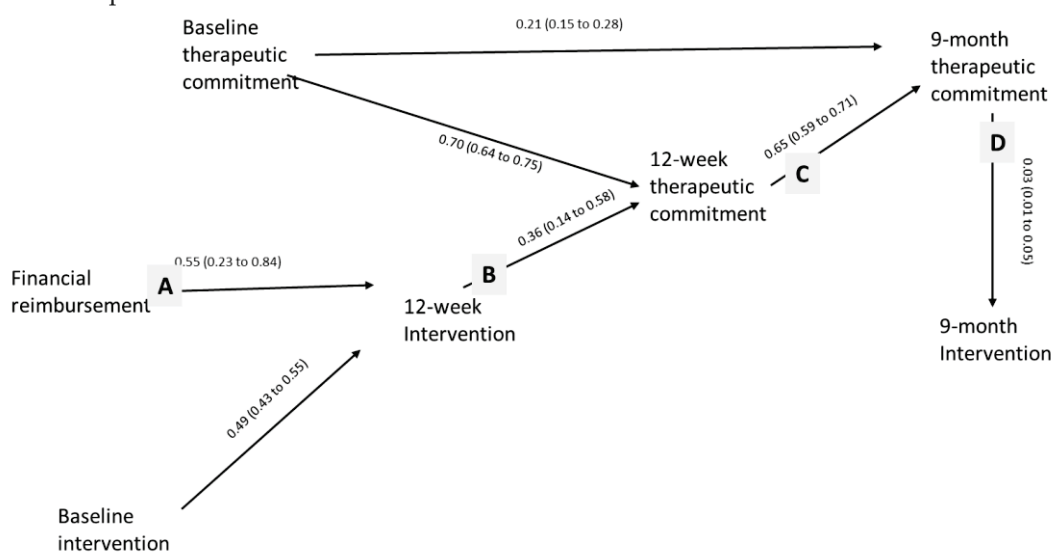 Baseline
therapeutic
commitment
0.21 (0.15 to 0.28)
9-month
therapeutic
commitment
0.70 (0.64 to 0.75)
12-week
therapeutic
commitment
0.65 (0.59 to 0.71)
C
D
0.03 (0.01 to 0.05)
0.36 (0.14 to 0.58)
B
Financial
reimbursement
A
0.55 (0.23 to 0.84)
12-week
Intervention
9-month
Intervention
0.49 (0.43 to 0.55)
Baseline
intervention